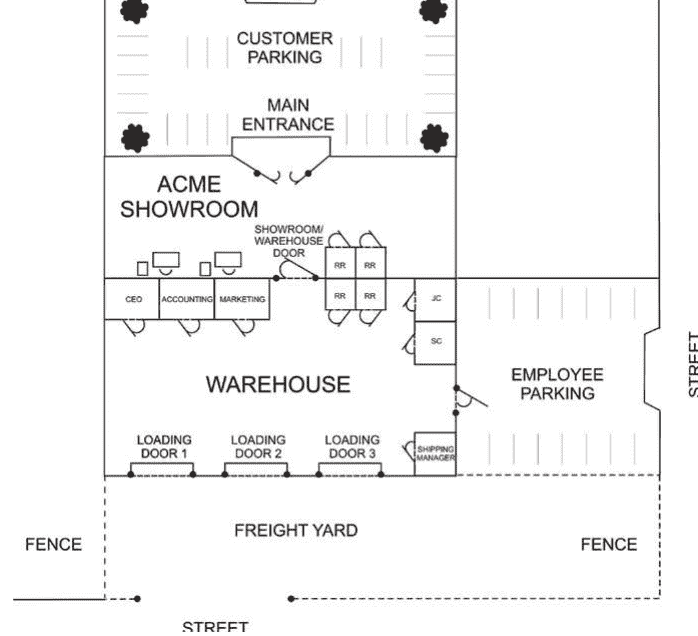 CUSTOMER
PARKING
MAIN
ENTRANCE
ACME
SHOWROOM
SHOWROOM/
WAREHOUSE
DOOR
RR RR
CEO ACCOUNTING MARKETING RR RR JC
SC
WAREHOUSE
EMPLOYEE
PARKING
STREET
LOADING
DOOR 1
LOADING
DOOR 2
LOADING
DOOR 3
SHIPPING
MANAGER
FREIGHT YARD
FENCE
FENCE
STREET